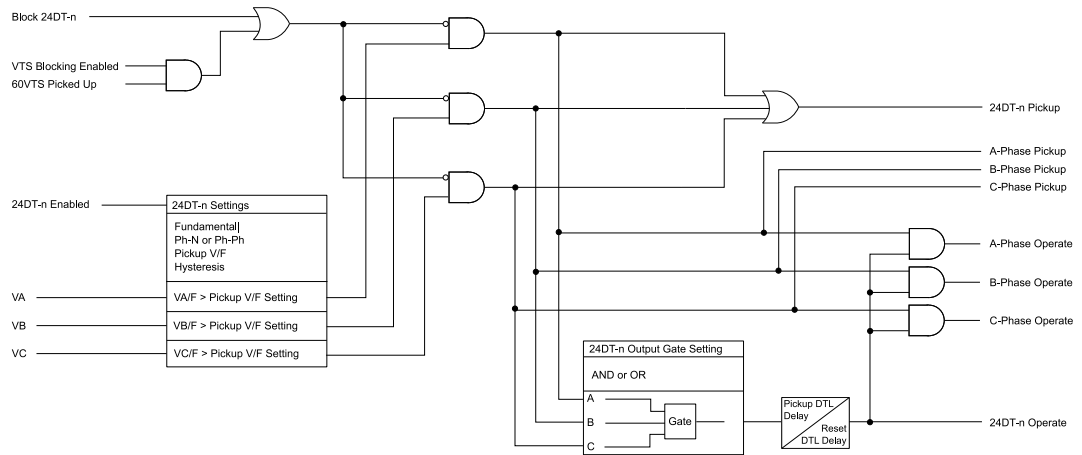 Block 24DT-n
VTS Blocking Enabled
60VTS Picked Up
24DT-n Pickup
A-Phase Pickup
B-Phase Pickup
C-Phase Pickup
24DT-n Enabled
24DT-n Settings
Fundamental
Ph-N or Ph-Ph
Pickup V/F
Hysteresis
VA
VA/F > Pickup V/F Setting
VB
VB/F > Pickup V/F Setting
VC
VC/F > Pickup V/F Setting
A-Phase Operate
B-Phase Operate
C-Phase Operate
24DT-n Output Gate Setting
AND or OR
A
B
C
Gate
Pickup DTL
Delay
Reset
DTL Delay
24DT-n Operate